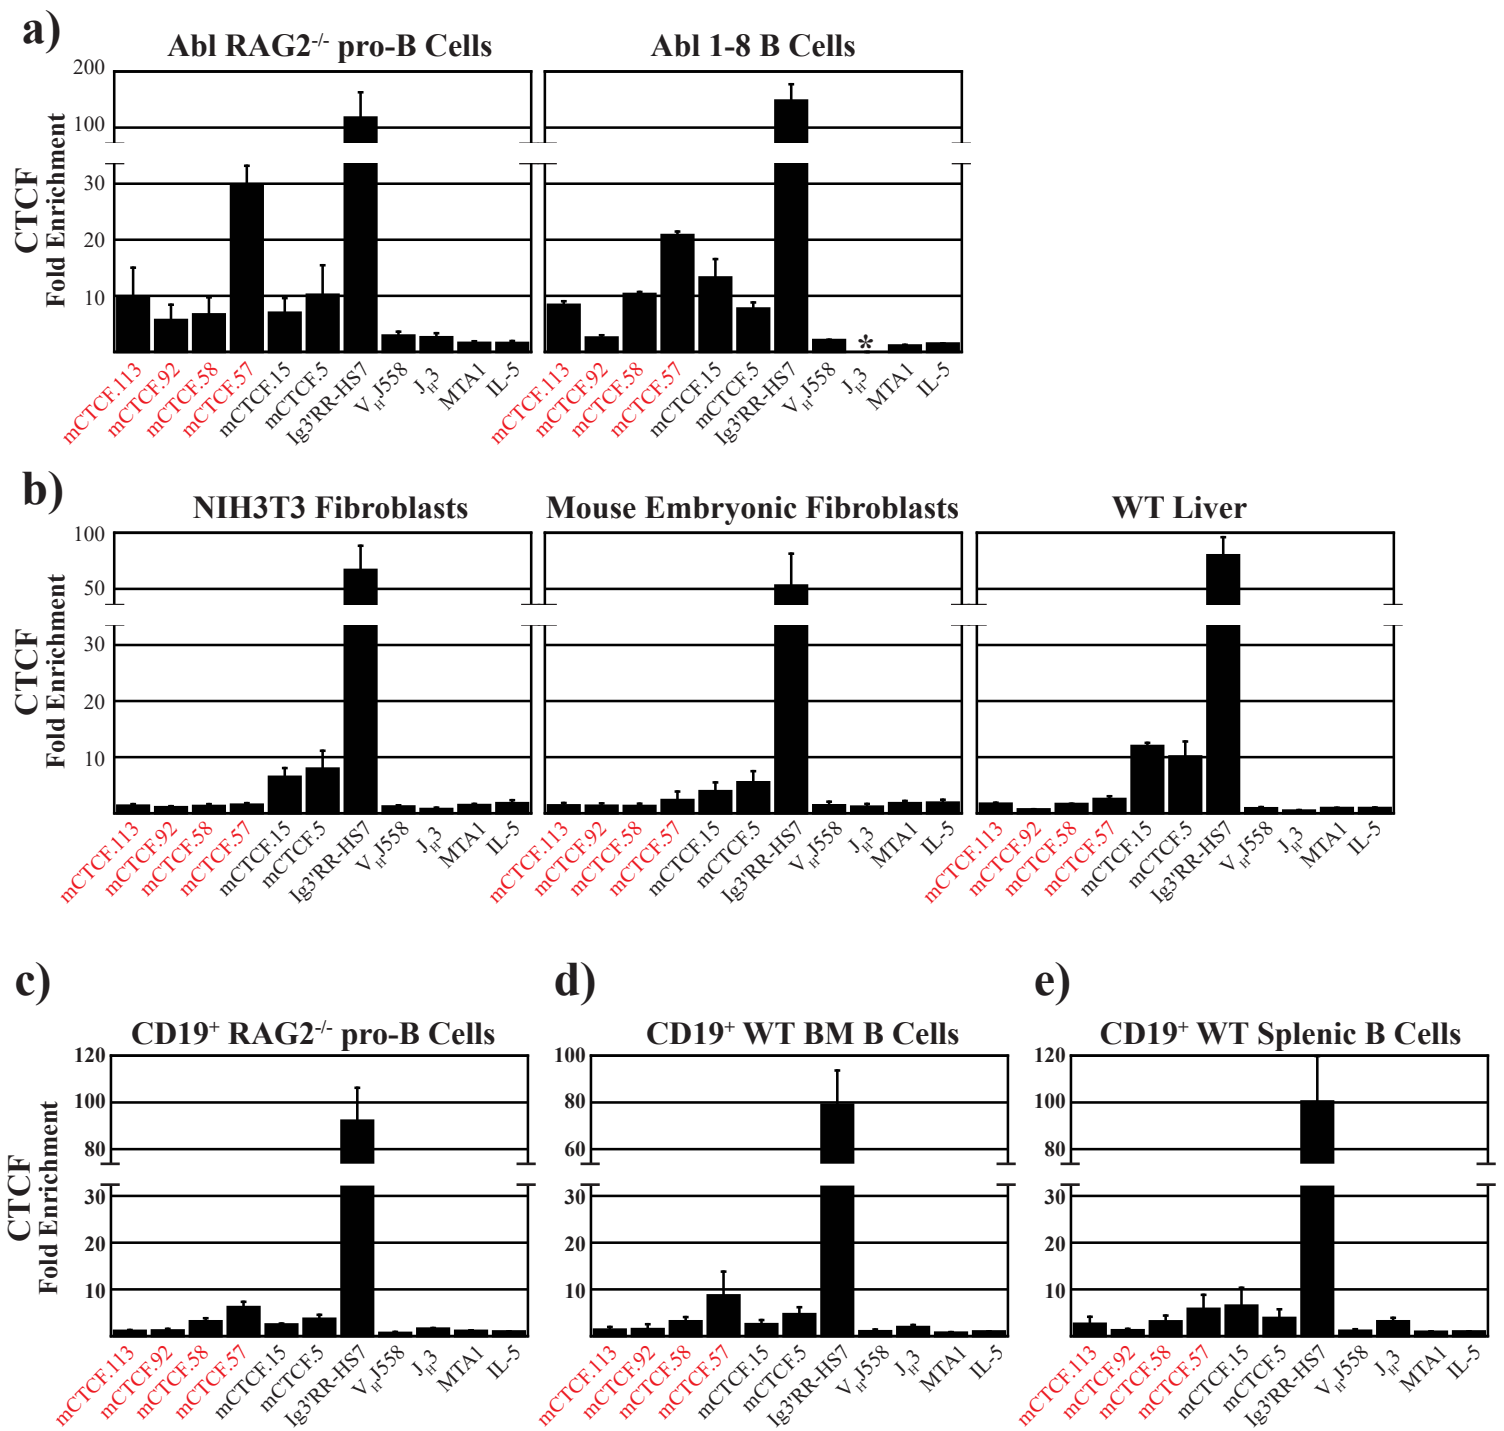 a)
Abl RAG2-/- pro-B Cells
Abl 1-8 B Cells
CTCF
Fold Enrichment
200
100
30
20
10
*
mCTCF.113
mCTCF.92
mCTCF.58
mCTCF.57
mCTCF.15
mCTCF.5
Ig3'RR-HS7
VHJ558
JH3
MTA1
IL-5
mCTCF.113
mCTCF.92
mCTCF.58
mCTCF.57
mCTCF.15
mCTCF.5
Ig3'RR-HS7
VHJ558
JH3
MTA1
IL-5
b)
NIH3T3 Fibroblasts
Mouse Embryonic Fibroblasts
WT Liver
CTCF
Fold Enrichment
100
50
30
20
10
mCTCF.113
mCTCF.92
mCTCF.58
mCTCF.57
mCTCF.15
mCTCF.5
Ig3'RR-HS7
VHJ558
JH3
MTA1
IL-5
mCTCF.113
mCTCF.92
mCTCF.58
mCTCF.57
mCTCF.15
mCTCF.5
Ig3'RR-HS7
VHJ558
JH3
MTA1
IL-5
mCTCF.113
mCTCF.92
mCTCF.58
mCTCF.57
mCTCF.15
mCTCF.5
Ig3'RR-HS7
VHJ558
JH3
MTA1
IL-5
c)
CD19+ RAG2-/- pro-B Cells
CTCF
Fold Enrichment
120
100
80
30
20
10
mCTCF.113
mCTCF.92
mCTCF.58
mCTCF.57
mCTCF.15
mCTCF.5
Ig3'RR-HS7
VHJ558
JH3
MTA1
IL-5
d)
CD19+ WT BM B Cells
100
80
60
30
20
10
mCTCF.113
mCTCF.92
mCTCF.58
mCTCF.57
mCTCF.15
mCTCF.5
Ig3'RR-HS7
VHJ558
JH3
MTA1
IL-5
e)
CD19+ WT Splenic B Cells
120
100
80
30
20
10
mCTCF.113
mCTCF.92
mCTCF.58
mCTCF.57
mCTCF.15
mCTCF.5
Ig3'RR-HS7
VHJ558
JH3
MTA1
IL-5